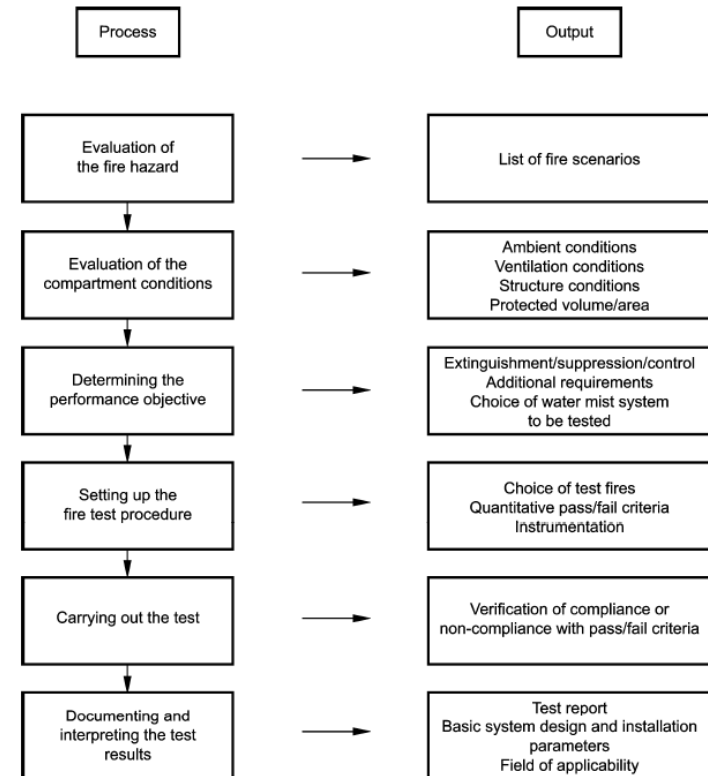 Process
Output
Evaluation of
the fire hazard
List of fire scenarios
Evaluation of the
compartment conditions
Ambient conditions
Ventilation conditions
Structure conditions
Protected volume/area
Determining the
performance objective
Extinguishment/suppression/control
Additional requirements
Choice of water mist system
to be tested
Setting up the
fire test procedure
Choice of test fires
Quantitative pass/fail criteria
Instrumentation
Carrying out the test
Verification of compliance or
non-compliance with pass/fail criteria
Documenting and
interpreting the test
results
Test report
Basic system design and installation
parameters
Field of applicability